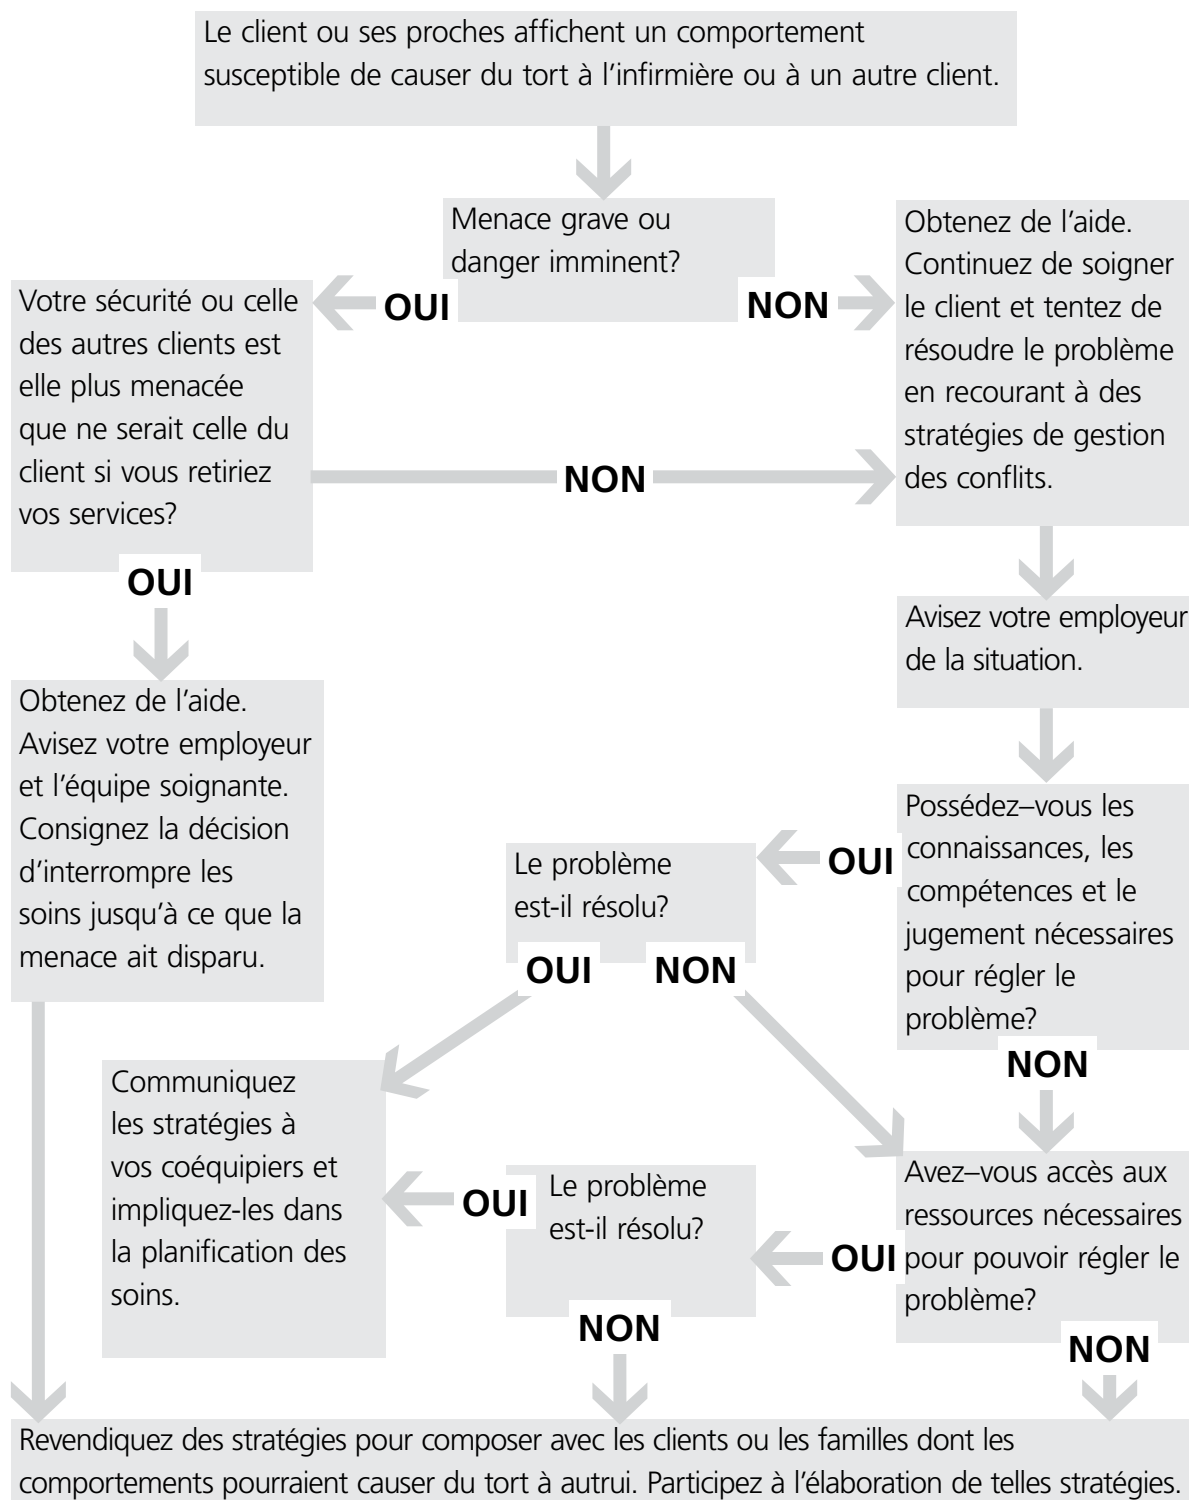 Le client ou ses proches affichent un comportement
susceptible de causer du tort à l’infirmière ou à un autre client.
Menace grave ou
danger imminent?
OUI
NON
Votre sécurité ou celle
des autres clients est
elle plus menacée
que ne serait celle du
client si vous retiriez
vos services?
NON
OUI
Obtenez de l’aide.
Continuez de soigner
le client et tentez de
résoudre le problème
en recourant à des
stratégies de gestion
des conflits.
Avisez votre employeur
de la situation.
Obtenez de l’aide.
Avisez votre employeur
et l’équipe soignante.
Consignez la décision
d’interrompre les
soins jusqu’à ce que la
menace ait disparu.
Possédez–vous les
connaissances, les
compétences et le
jugement nécessaires
pour régler le
problème?
OUI
NON
Le problème
est-il résolu?
OUI
NON
Communiquez
les stratégies à
vos coéquipiers et
impliquez-les dans
la planification des
soins.
Avez–vous accès aux
ressources nécessaires
pour pouvoir régler le
problème?
OUI
NON
Le problème
est-il résolu?
OUI
NON
Revendiquez des stratégies pour composer avec les clients ou les familles dont les
comportements pourraient causer du tort à autrui. Participez à l’élaboration de telles stratégies.